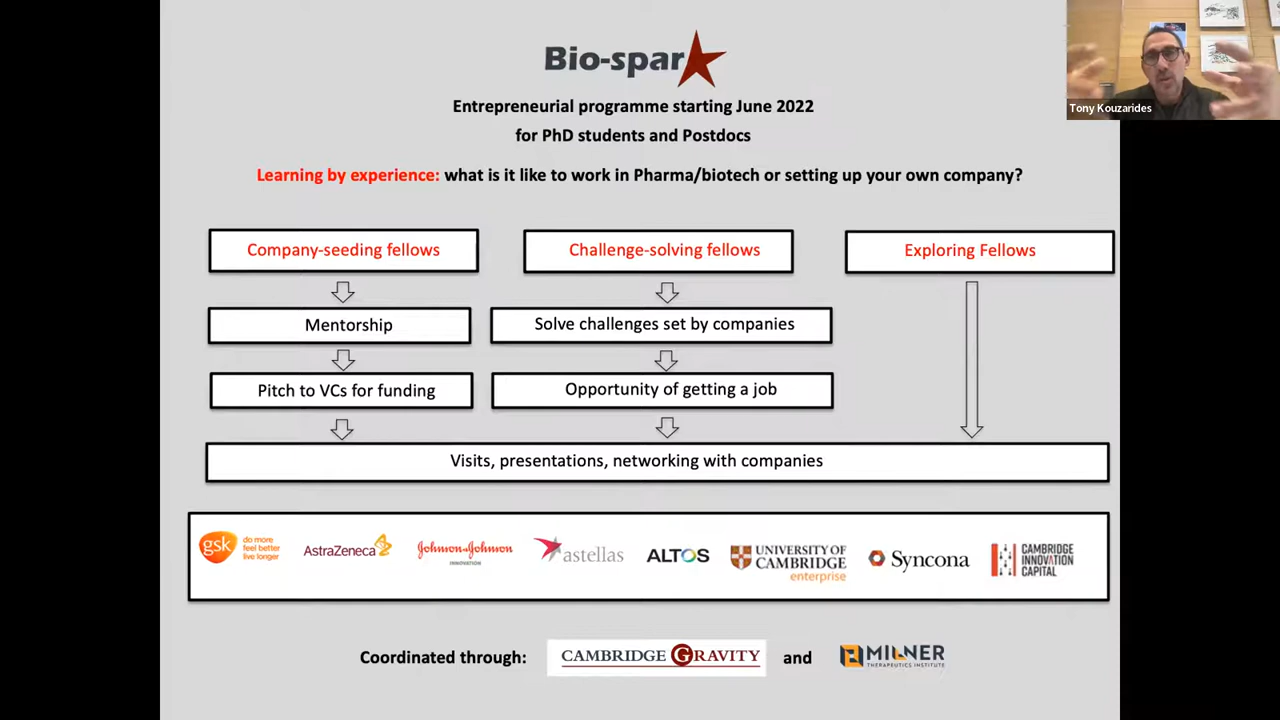 Bio-spar
Tony Kouzarides
Entrepreneurial programme starting June 2022
for PhD students and Postdocs
Learning by experience: what is it like to work in Pharma/biotech or setting up your own company?
Company-seeding fellows
Challenge-solving fellows
Exploring Fellows
Mentorship
Solve challenges set by companies
Pitch to VCs for funding
Opportunity of getting a job
Visits, presentations, networking with companies
gsk
do more
feel better
live longer
AstraZeneca
Johnson & Johnson
INNOVATION
astellas
ALTOS
UNIVERSITY OF
CAMBRIDGE
enterprise
Syncona
CAMBRIDGE
INNOVATION
CAPITAL
Coordinated through:
CAMBRIDGE GRAVITY
and
MILNER
THERAPEUTICS INSTITUTE